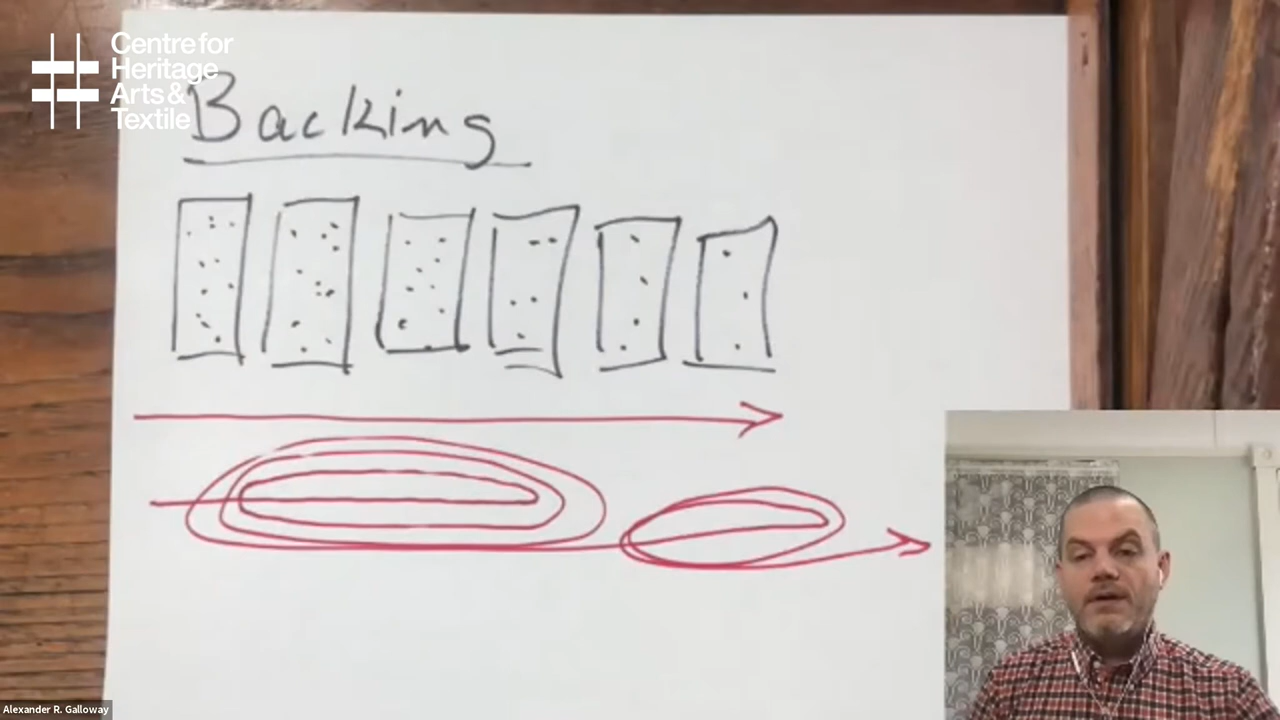 Centre for
Heritage
Arts &
Textile
Backing
Alexander R. Galloway